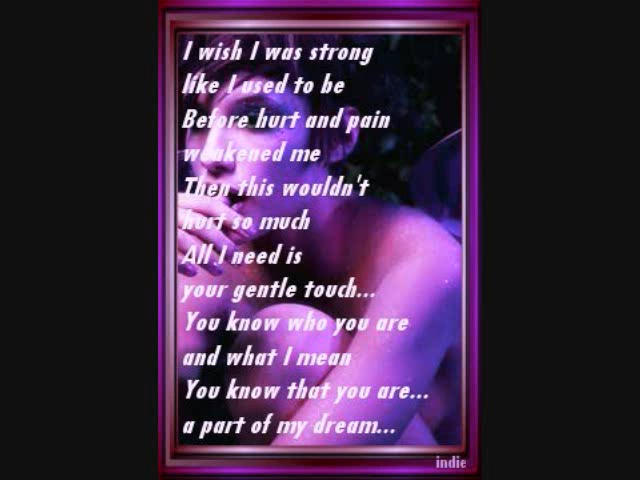 I wish I was strong
like I used to be
Before hurt and pain
weakened me
Then this wouldn't
hurt so much
All I need is
your gentle touch...
You know who you are
and what I mean
You know that you are...
a part of my dream...
indie